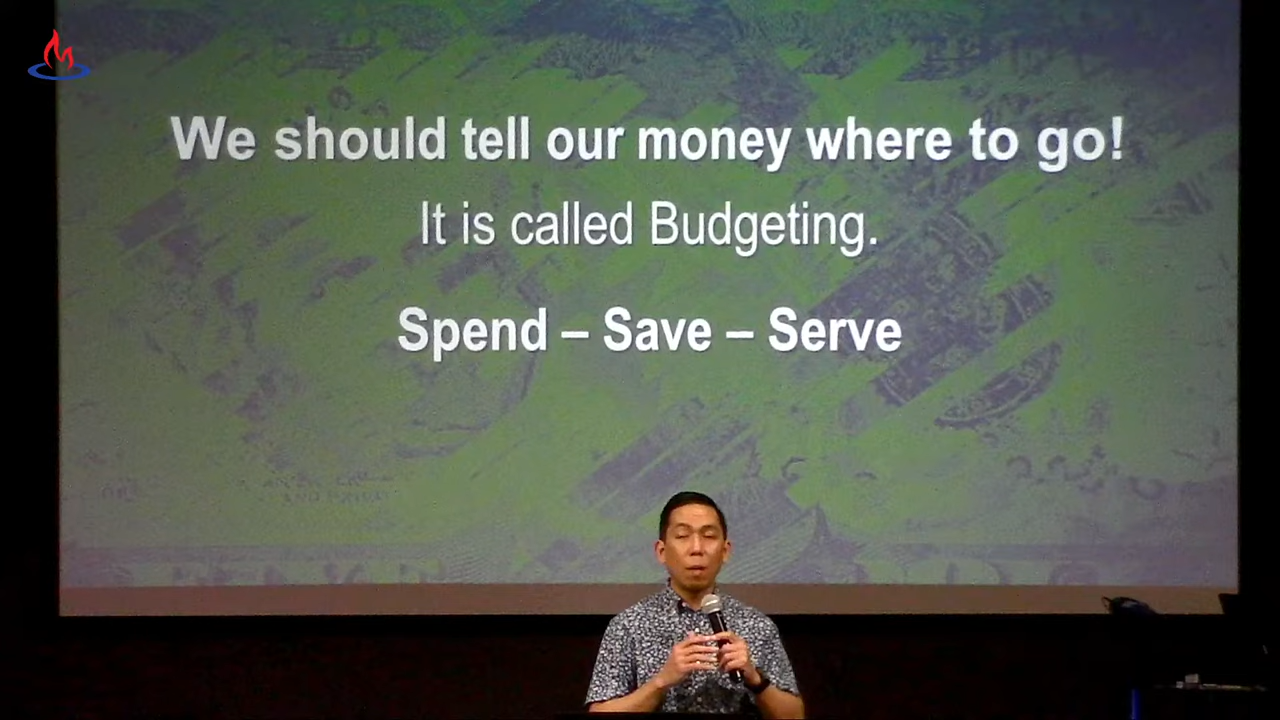 We should tell our money where to go!
It is called Budgeting.
Spend – Save – Serve